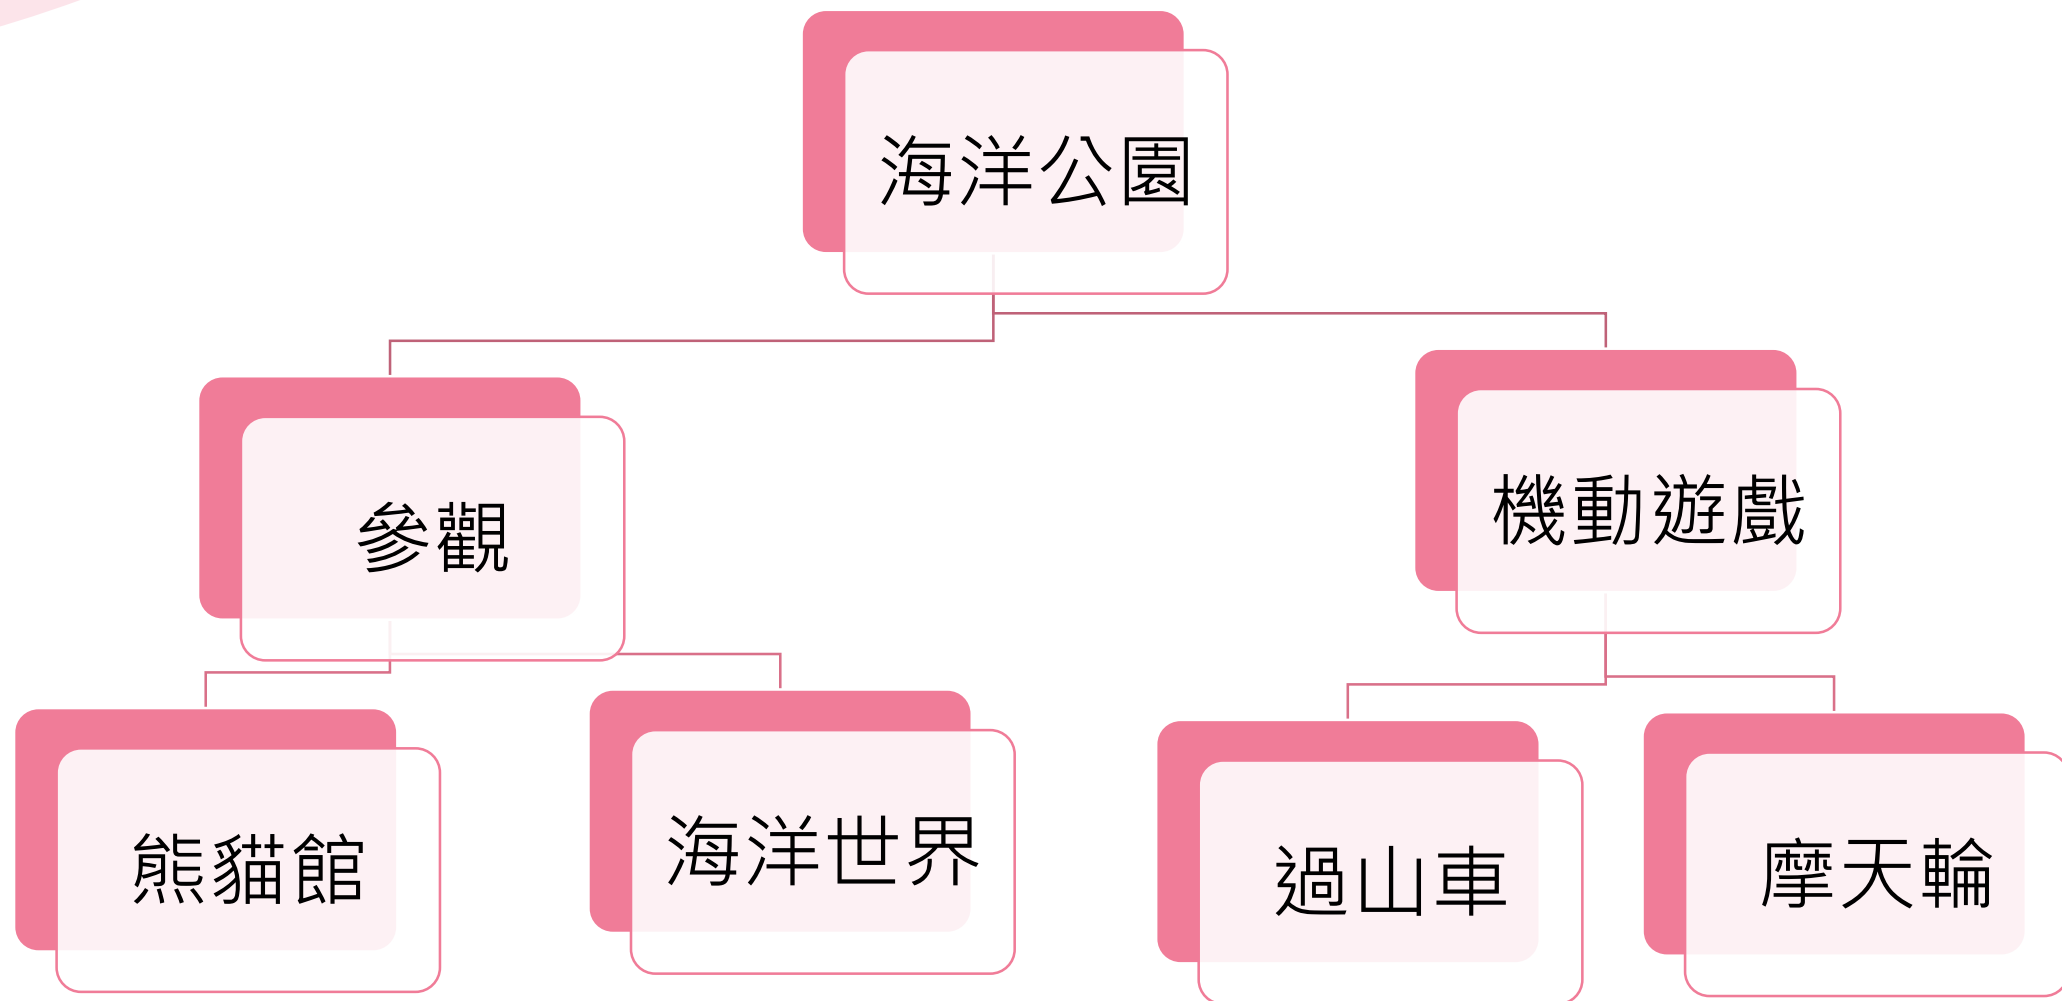 海洋公園
參觀
機動遊戲
熊貓館
海洋世界
過山車
摩天輪